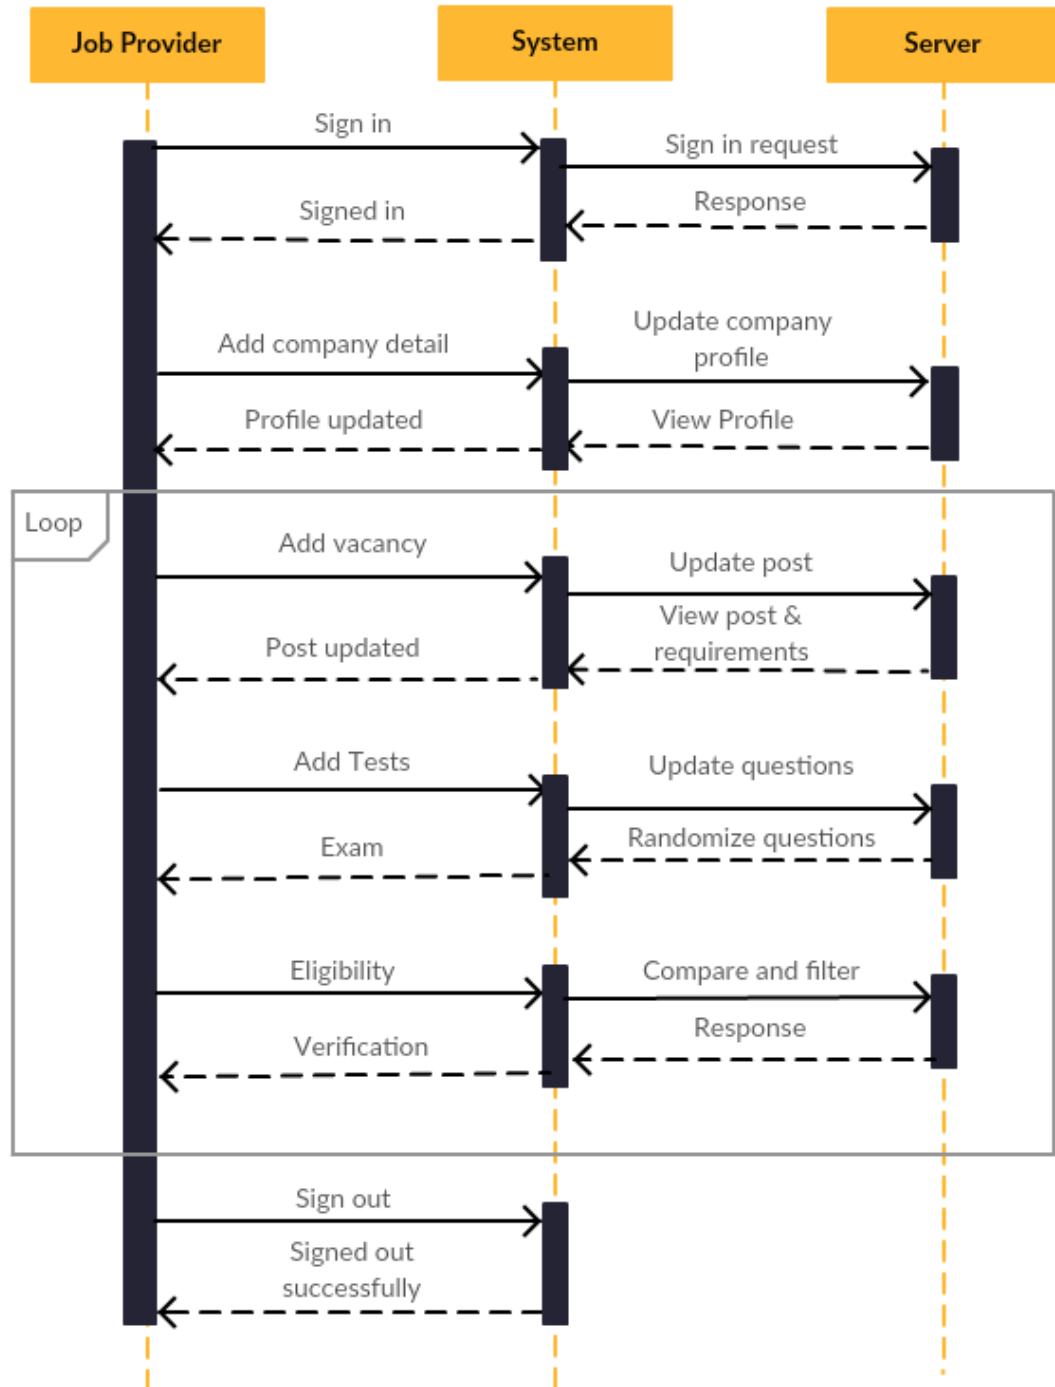 Job Provider
System
Server
Sign in
Sign in request
Response
Signed in
Update company
profile
Add company detail
Profile updated
View Profile
Loop
Add vacancy
Update post
View post &
requirements
Post updated
Add Tests
Update questions
Randomize questions
Exam
Eligibility
Compare and filter
Response
Verification
Sign out
Signed out
successfully